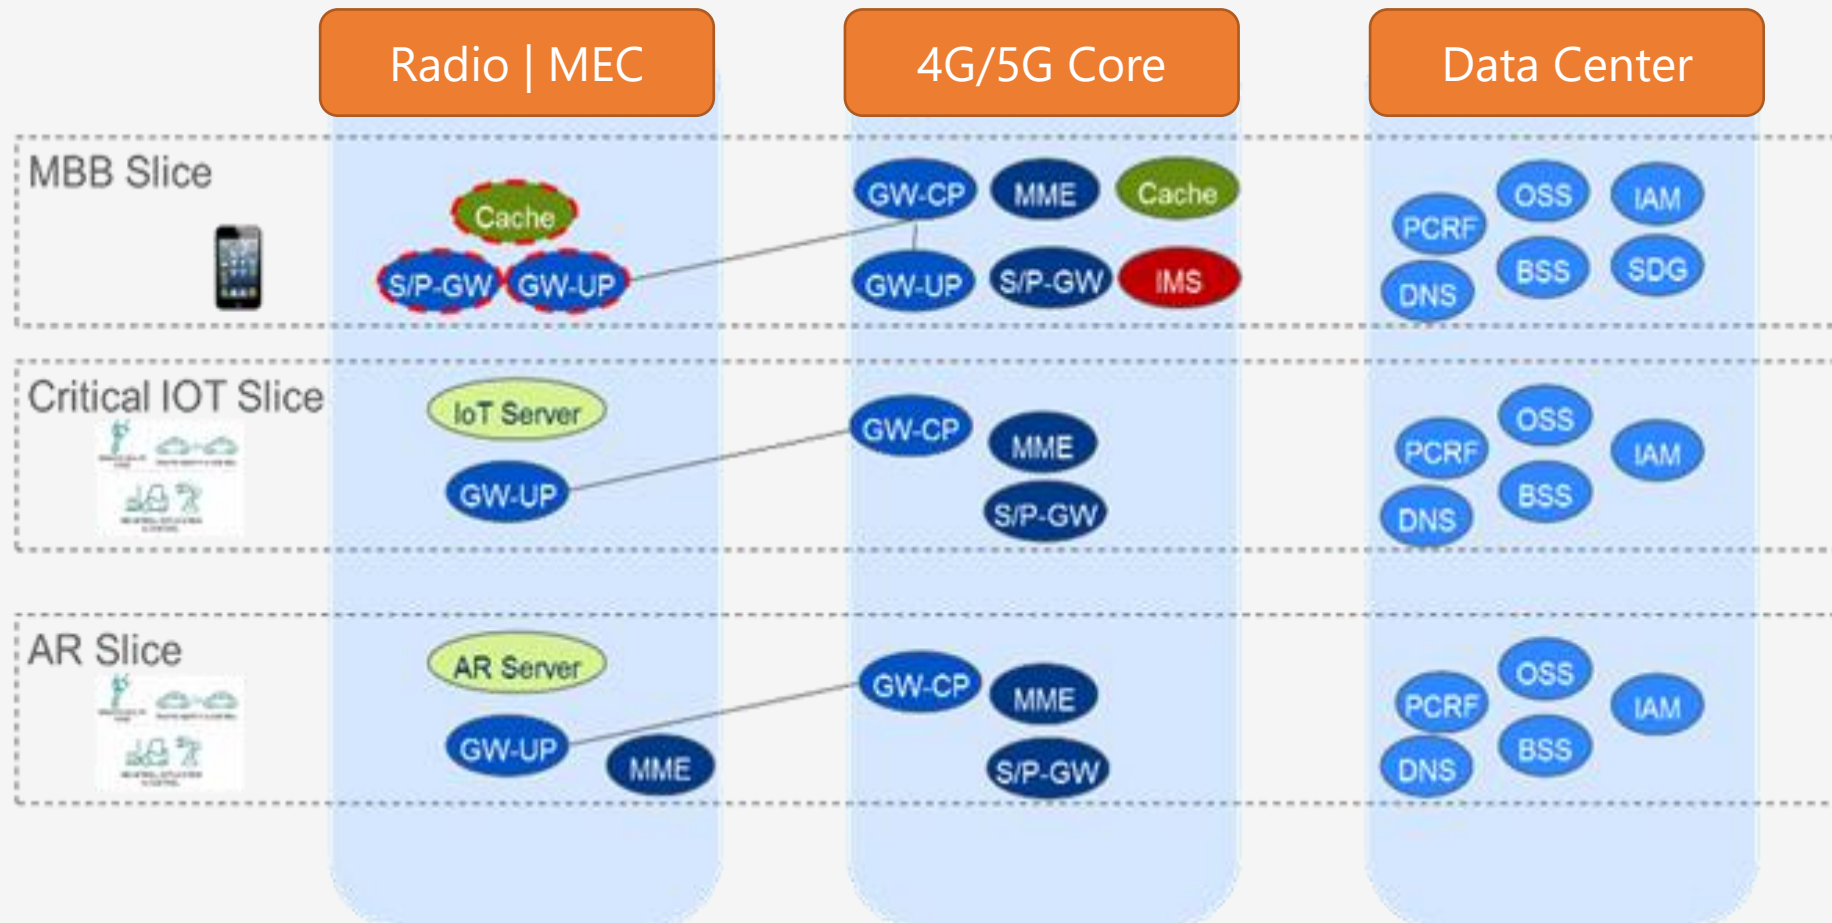 Radio | MEC
4G/5G Core
Data Center
MBB Slice
Cache
S/P-GW
GW-UP
GW-CP
MME
Cache
GW-UP
S/P-GW
IMS
PCRF
OSS
IAM
DNS
BSS
SDG
Critical IOT Slice
IoT Server
GW-UP
GW-CP
MME
S/P-GW
PCRF
OSS
IAM
DNS
BSS
AR Slice
AR Server
GW-UP
MME
GW-CP
MME
S/P-GW
PCRF
OSS
IAM
DNS
BSS